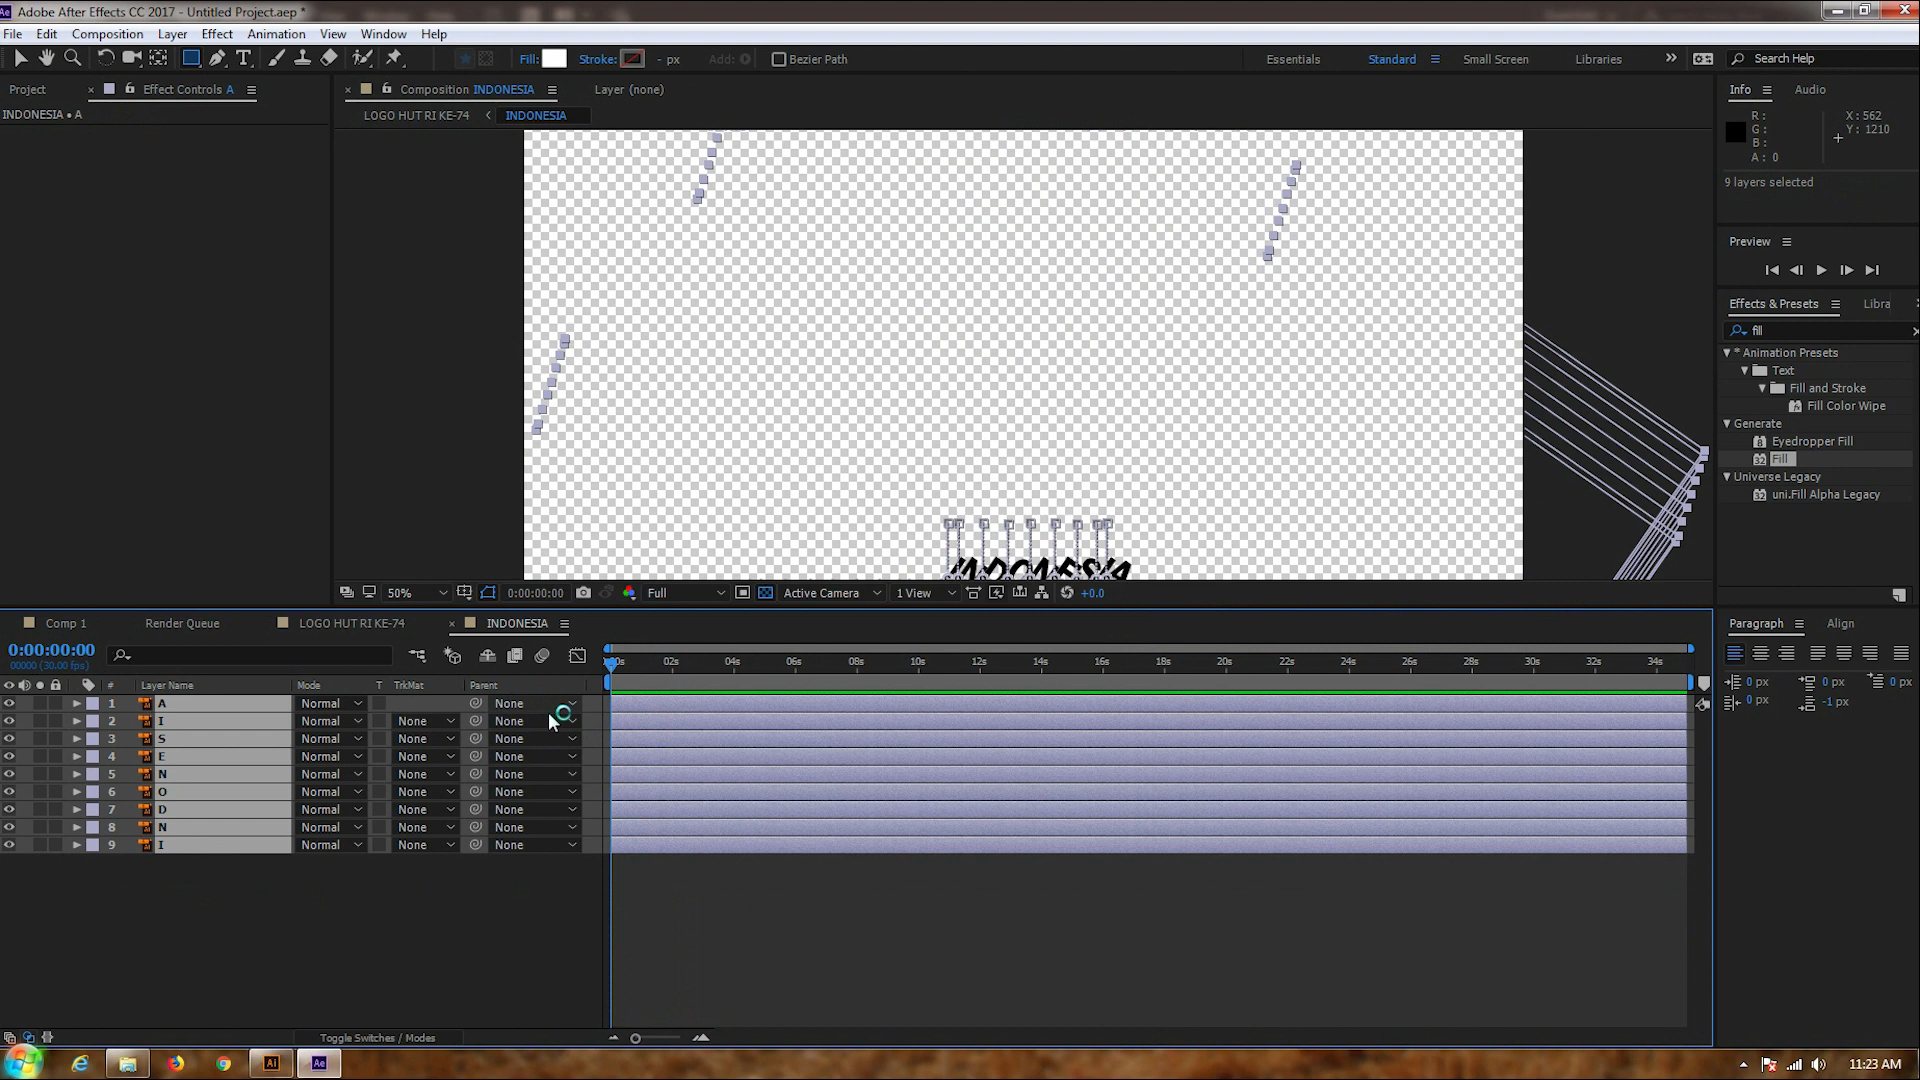 Adobe After Effects CC 2017 - Untitled Project.aep *
File Edit Composition Layer Effect Animation View Window Help
Fill: Stroke: - px Add: Bezier Path Essentials Standard Small Screen Libraries Search Help
Project Effect Controls A Composition INDONESIA Layer (none) Info Audio
INDONESIA • A LOGO HUT RI KE-74 INDONESIA
R: X: 562
G: Y: 1210
B:
A: 0
9 layers selected
Preview
Effects & Presets Libra
fill
* Animation Presets
Text
Fill and Stroke
Fill Color Wipe
Generate
Eyedropper Fill
Fill
Universe Legacy
uni.Fill Alpha Legacy
INDONESIA
50% 0:00:00:00 Full Active Camera 1 View +0.0
Comp 1 Render Queue LOGO HUT RI KE-74 INDONESIA Paragraph Align
0:00:00:00
00000 (30.00 fps)
02s 04s 06s 08s 10s 12s 14s 16s 18s 20s 22s 24s 26s 28s 30s 32s 34s
# Layer Name Mode T TrkMat Parent
0 px 0 px 0 px
0 px -1 px
1 A Normal None
2 I Normal None None
3 S Normal None None
4 E Normal None None
5 N Normal None None
6 O Normal None None
7 D Normal None None
8 N Normal None None
9 I Normal None None
Toggle Switches / Modes
11:23 AM